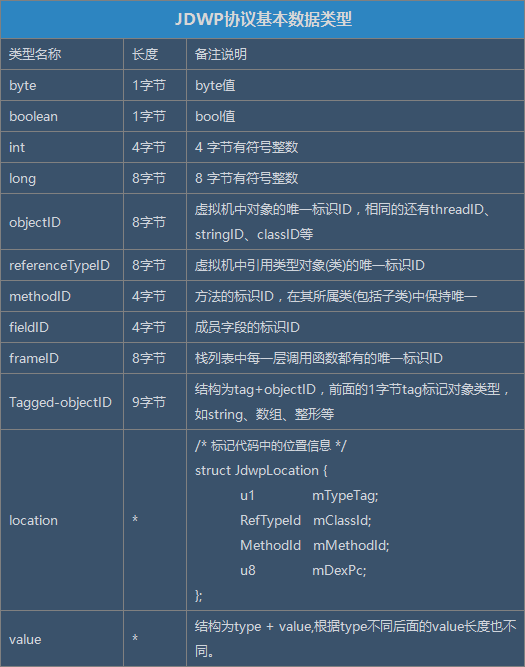 JDWP协议基本数据类型
类型名称 长度 备注说明
byte 1字节 byte值
boolean 1字节 bool值
int 4字节 4 字节有符号整数
long 8字节 8 字节有符号整数
objectID 8字节 虚拟机中对象的唯一标识ID，相同的还有threadID、
stringID、classID等
referenceTypeID 8字节 虚拟机中引用类型对象(类)的唯一标识ID
methodID 4字节 方法的标识ID，在其所属类(包括子类)中保持唯一
fieldID 4字节 成员字段的标识ID
frameID 8字节 栈列表中每一层调用函数都有的唯一标识ID
Tagged-objectID 9字节 结构为tag+objectID，前面的1字节tag标记对象类型，
如string、数组、整形等
location *
/* 标记代码中的位置信息 */
struct JdwpLocation {
u1 mTypeTag;
RefTypeId mClassId;
MethodId mMethodId;
u8 mDexPc;
};
value * 结构为type + value,根据type不同后面的value长度也不
同。